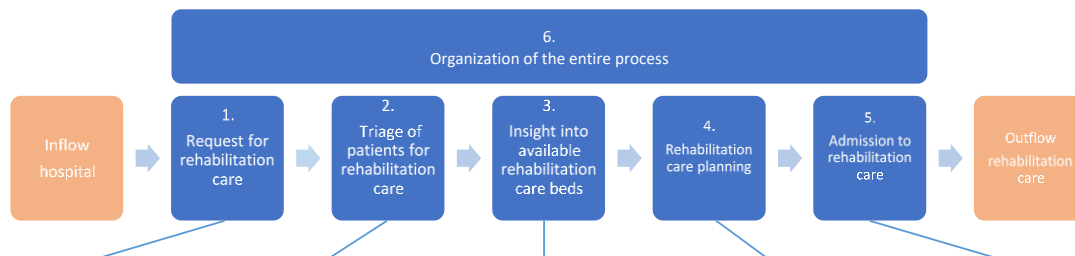 6.
Organization of the entire process
Inflow
hospital
1.
Request for
rehabilitation
care
2.
Triage of
patients for
rehabilitation
care
3.
Insight into
available
rehabilitation
care beds
4.
Rehabilitation
care planning
5.
Admission to
rehabilitation
care
Outflow
rehabilitation
care